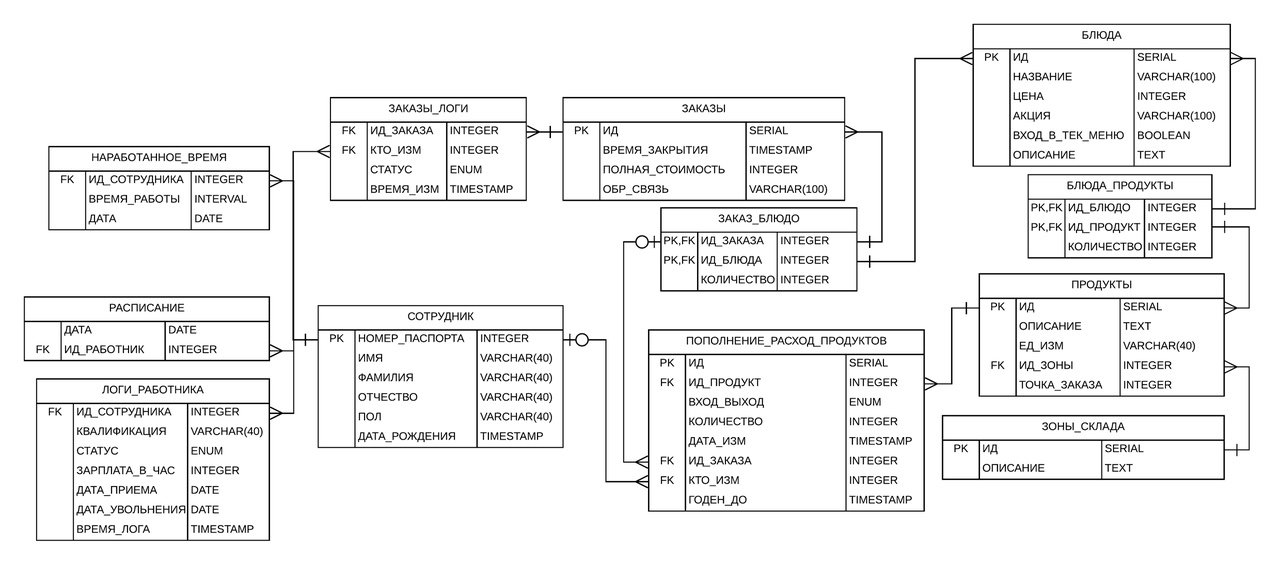 БЛЮДА
PK ИД SERIAL
НАЗВАНИЕ VARCHAR(100)
ЦЕНА INTEGER
АКЦИЯ VARCHAR(100)
ВХОД_В_ТЕК_МЕНЮ BOOLEAN
ОПИСАНИЕ TEXT
ЗАКАЗЫ_ЛОГИ
FK ИД_ЗАКАЗА INTEGER
FK КТО_ИЗМ INTEGER
СТАТУС ENUM
ВРЕМЯ_ИЗМ TIMESTAMP
ЗАКАЗЫ
PK ИД SERIAL
ВРЕМЯ_ЗАКРЫТИЯ TIMESTAMP
ПОЛНАЯ_СТОИМОСТЬ INTEGER
ОБР_СВЯЗЬ VARCHAR(100)
НАРАБОТАННОЕ_ВРЕМЯ
FK ИД_СОТРУДНИКА INTEGER
ВРЕМЯ_РАБОТЫ INTERVAL
ДАТА DATE
БЛЮДА_ПРОДУКТЫ
PK,FK ИД_БЛЮДО INTEGER
PK,FK ИД_ПРОДУКТ INTEGER
КОЛИЧЕСТВО INTEGER
ЗАКАЗ_БЛЮДО
PK,FK ИД_ЗАКАЗА INTEGER
PK,FK ИД_БЛЮДА INTEGER
КОЛИЧЕСТВО INTEGER
ПРОДУКТЫ
PK ИД SERIAL
ОПИСАНИЕ TEXT
ЕД_ИЗМ VARCHAR(40)
FK ИД_ЗОНЫ INTEGER
ТОЧКА_ЗАКАЗА INTEGER
РАСПИСАНИЕ
ДАТА DATE
FK ИД_РАБОТНИК INTEGER
СОТРУДНИК
PK НОМЕР_ПАСПОРТА INTEGER
ИМЯ VARCHAR(40)
ФАМИЛИЯ VARCHAR(40)
ОТЧЕСТВО VARCHAR(40)
ПОЛ VARCHAR(40)
ДАТА_РОЖДЕНИЯ TIMESTAMP
ПОПОЛНЕНИЕ_РАСХОД_ПРОДУКТОВ
PK ИД SERIAL
FK ИД_ПРОДУКТ INTEGER
ВХОД_ВЫХОД ENUM
КОЛИЧЕСТВО INTEGER
ДАТА_ИЗМ TIMESTAMP
FK ИД_ЗАКАЗА INTEGER
FK КТО_ИЗМ INTEGER
ГОДЕН_ДО TIMESTAMP
ЛОГИ_РАБОТНИКА
FK ИД_СОТРУДНИКА INTEGER
КВАЛИФИКАЦИЯ VARCHAR(40)
СТАТУС ENUM
ЗАРПЛАТА_В_ЧАС INTEGER
ДАТА_ПРИЕМА DATE
ДАТА_УВОЛЬНЕНИЯ DATE
ВРЕМЯ_ЛОГА TIMESTAMP
ЗОНЫ_СКЛАДА
PK ИД SERIAL
ОПИСАНИЕ TEXT